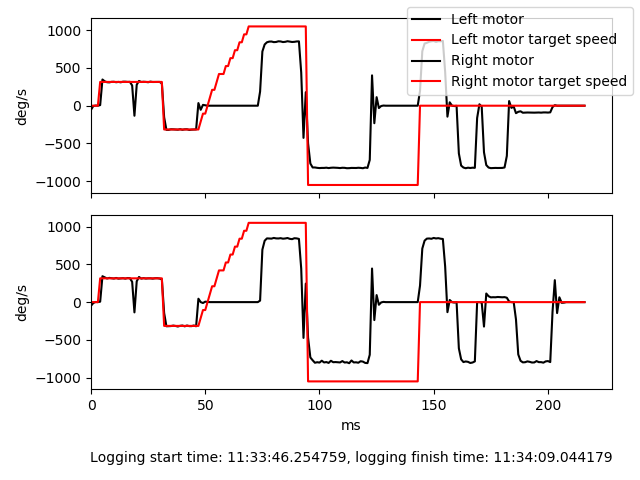 Left motor
Left motor target speed
Right motor
Right motor target speed
1000
500
0
−500
−1000
deg/s
1000
500
0
−500
−1000
deg/s
0 50 100 150 200
ms
Logging start time: 11:33:46.254759, logging finish time: 11:34:09.044179